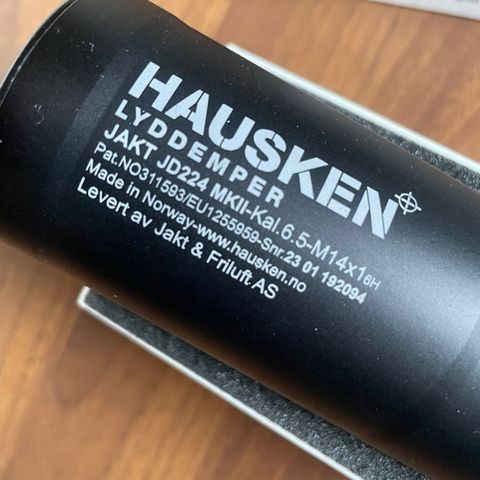 HAUSKEN
LYDDEMPER
JAKT JD224 MKII-Kal.6.5-M14x1 6H
Pat.NO311593/EU1255959-Snr.23 01 192094
Made in Norway-www.hausken.no
Levert av Jakt & Friluft AS